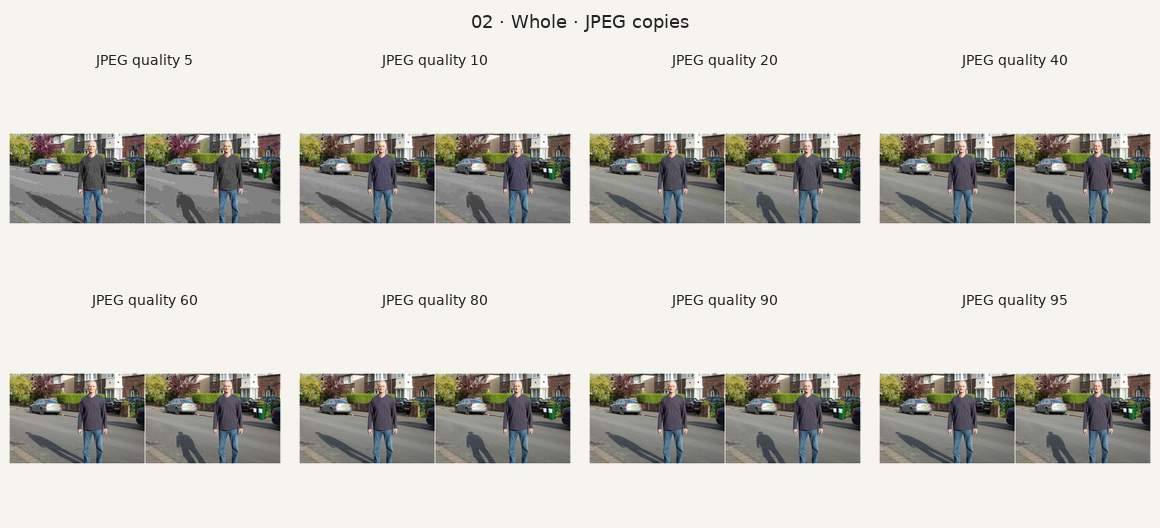 02 · Whole · JPEG copies
JPEG quality 5
JPEG quality 10
JPEG quality 20
JPEG quality 40
JPEG quality 60
JPEG quality 80
JPEG quality 90
JPEG quality 95